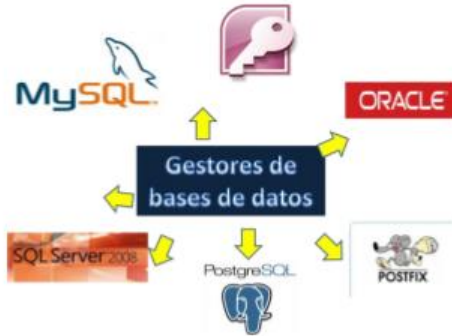 MySQL
ORACLE
Gestores de
bases de datos
SQL Server 2008
PostgreSQL
POSTFIX